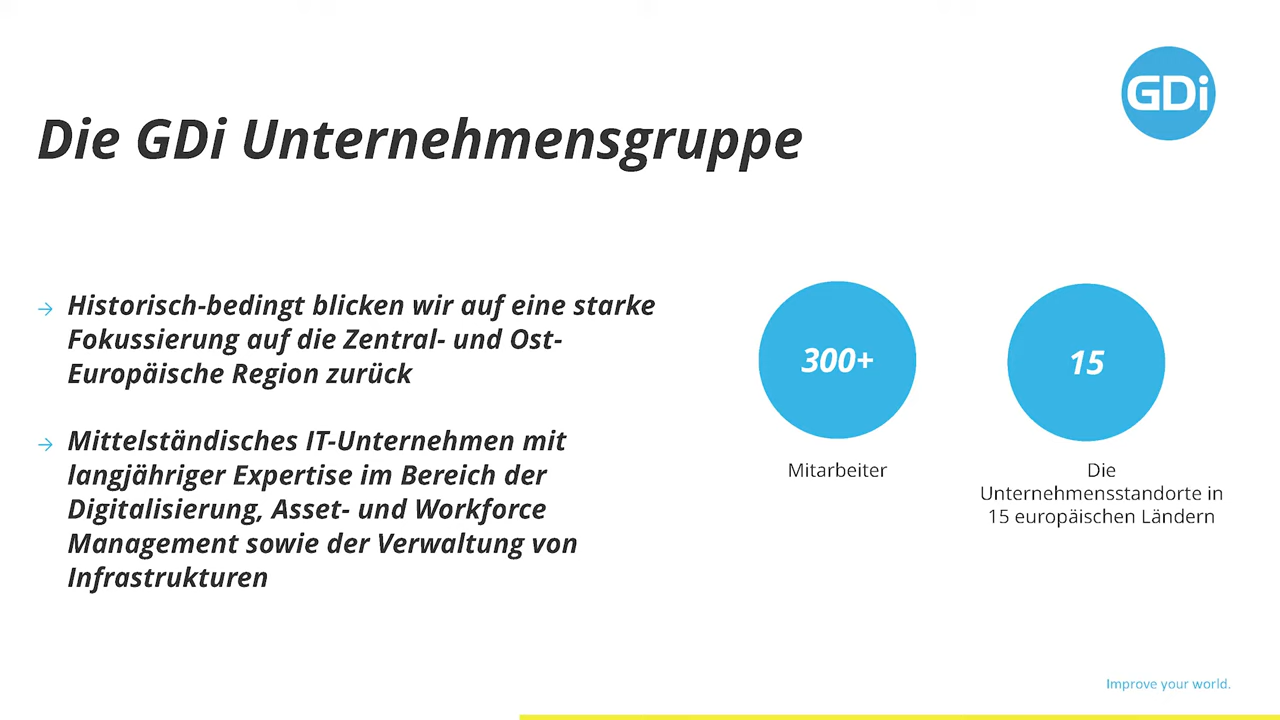 GDi
Die GDi Unternehmensgruppe
→ Historisch-bedingt blicken wir auf eine starke
Fokussierung auf die Zentral- und Ost-
Europäische Region zurück
→ Mittelständisches IT-Unternehmen mit
langjähriger Expertise im Bereich der
Digitalisierung, Asset- und Workforce
Management sowie der Verwaltung von
Infrastrukturen
300+
Mitarbeiter
15
Die
Unternehmensstandorte in
15 europäischen Ländern
Improve your world.